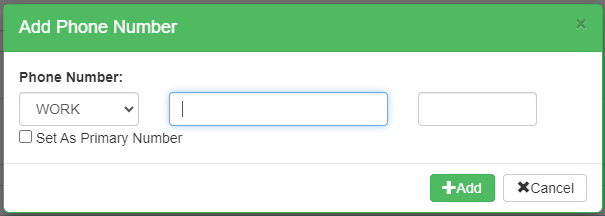 Add Phone Number ×
Phone Number:
WORK
Set As Primary Number
Add Cancel